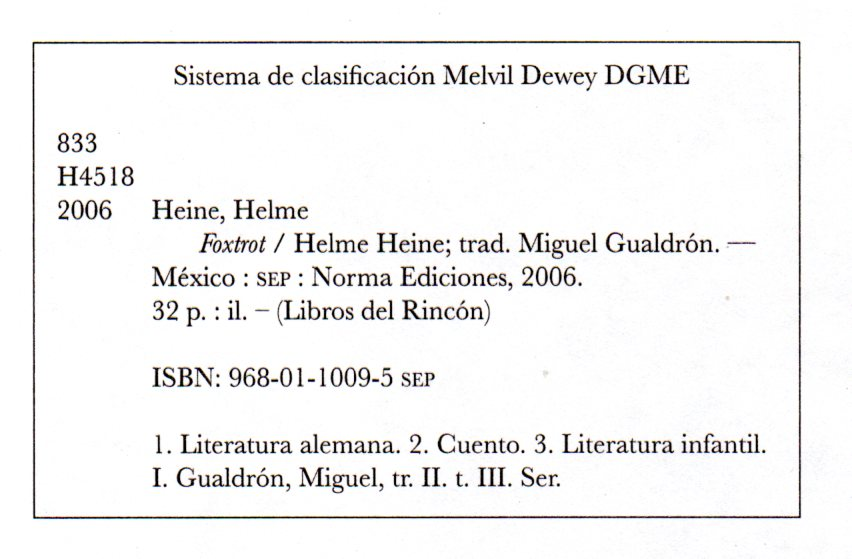 Sistema de clasificación Melvil Dewey DGME
833
H4518
2006 Heine, Helme
Foxtrot / Helme Heine; trad. Miguel Gualdrón. —
México : SEP : Norma Ediciones, 2006.
32 p. : il. – (Libros del Rincón)
ISBN: 968-01-1009-5 SEP
1. Literatura alemana. 2. Cuento. 3. Literatura infantil.
I. Gualdrón, Miguel, tr. II. t. III. Ser.